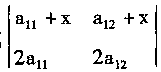 : | a₁₁ + x  a₁₂ + x |
| 2a₁₁  2a₁₂ |